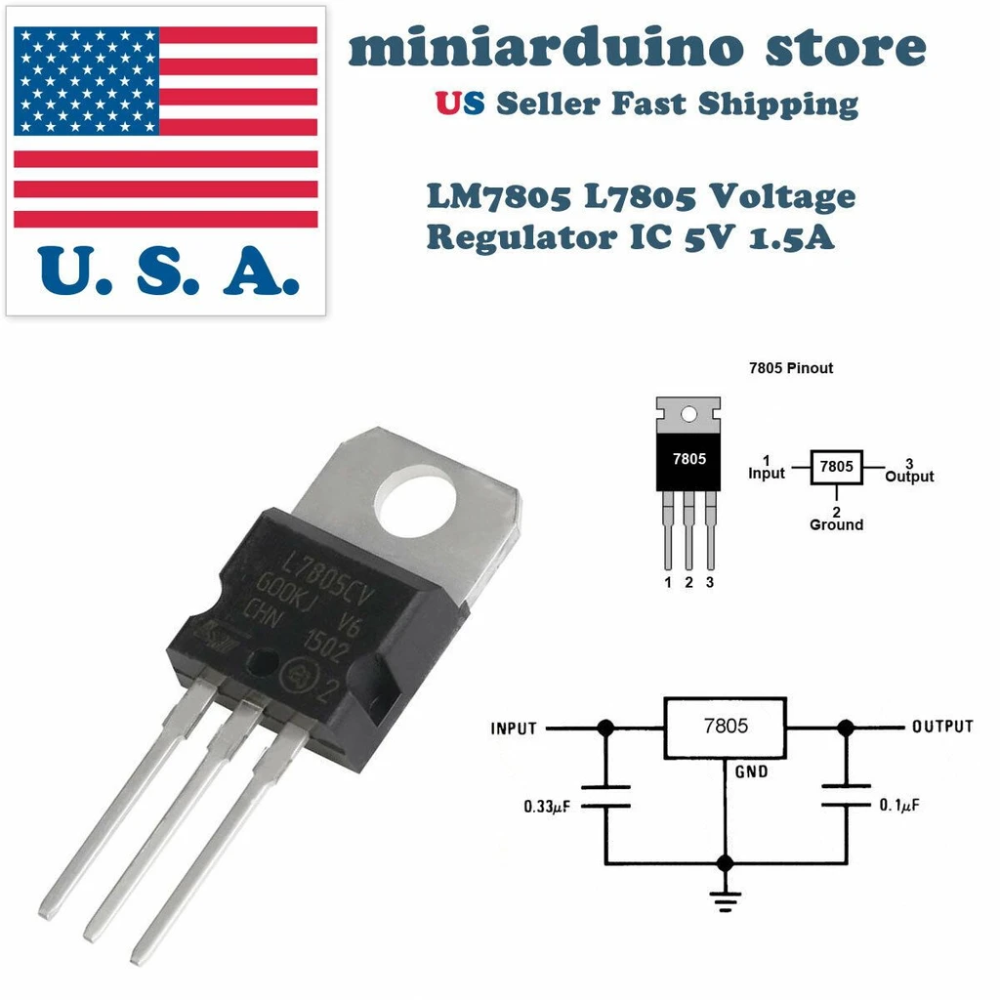 U. S. A.
miniarduino store
US Seller Fast Shipping
LM7805 L7805 Voltage
Regulator IC 5V 1.5A
7805 Pinout
7805
1 2 3
1
Input
7805
3
Output
2
Ground
L7805CV
GOOKJ V6
CHN 1502
ST
e3 2
INPUT
7805
OUTPUT
GND
0.33µF
0.1µF